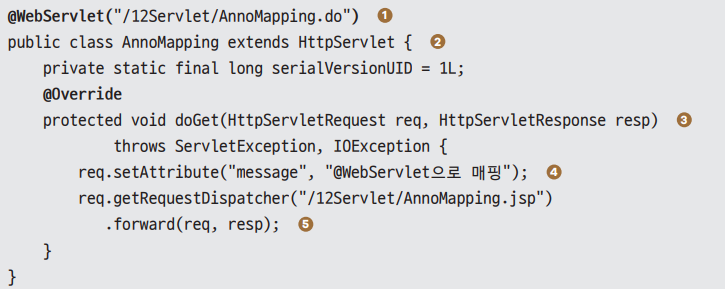 @WebServlet("/12Servlet/AnnoMapping.do") ❶
public class AnnoMapping extends HttpServlet { ❷
    private static final long serialVersionUID = 1L;
    @Override
    protected void doGet(HttpServletRequest req, HttpServletResponse resp) ❸
            throws ServletException, IOException {
        req.setAttribute("message", "@WebServlet으로 매핑"); ❹
        req.getRequestDispatcher("/12Servlet/AnnoMapping.jsp")
           .forward(req, resp); ❺
    }
}